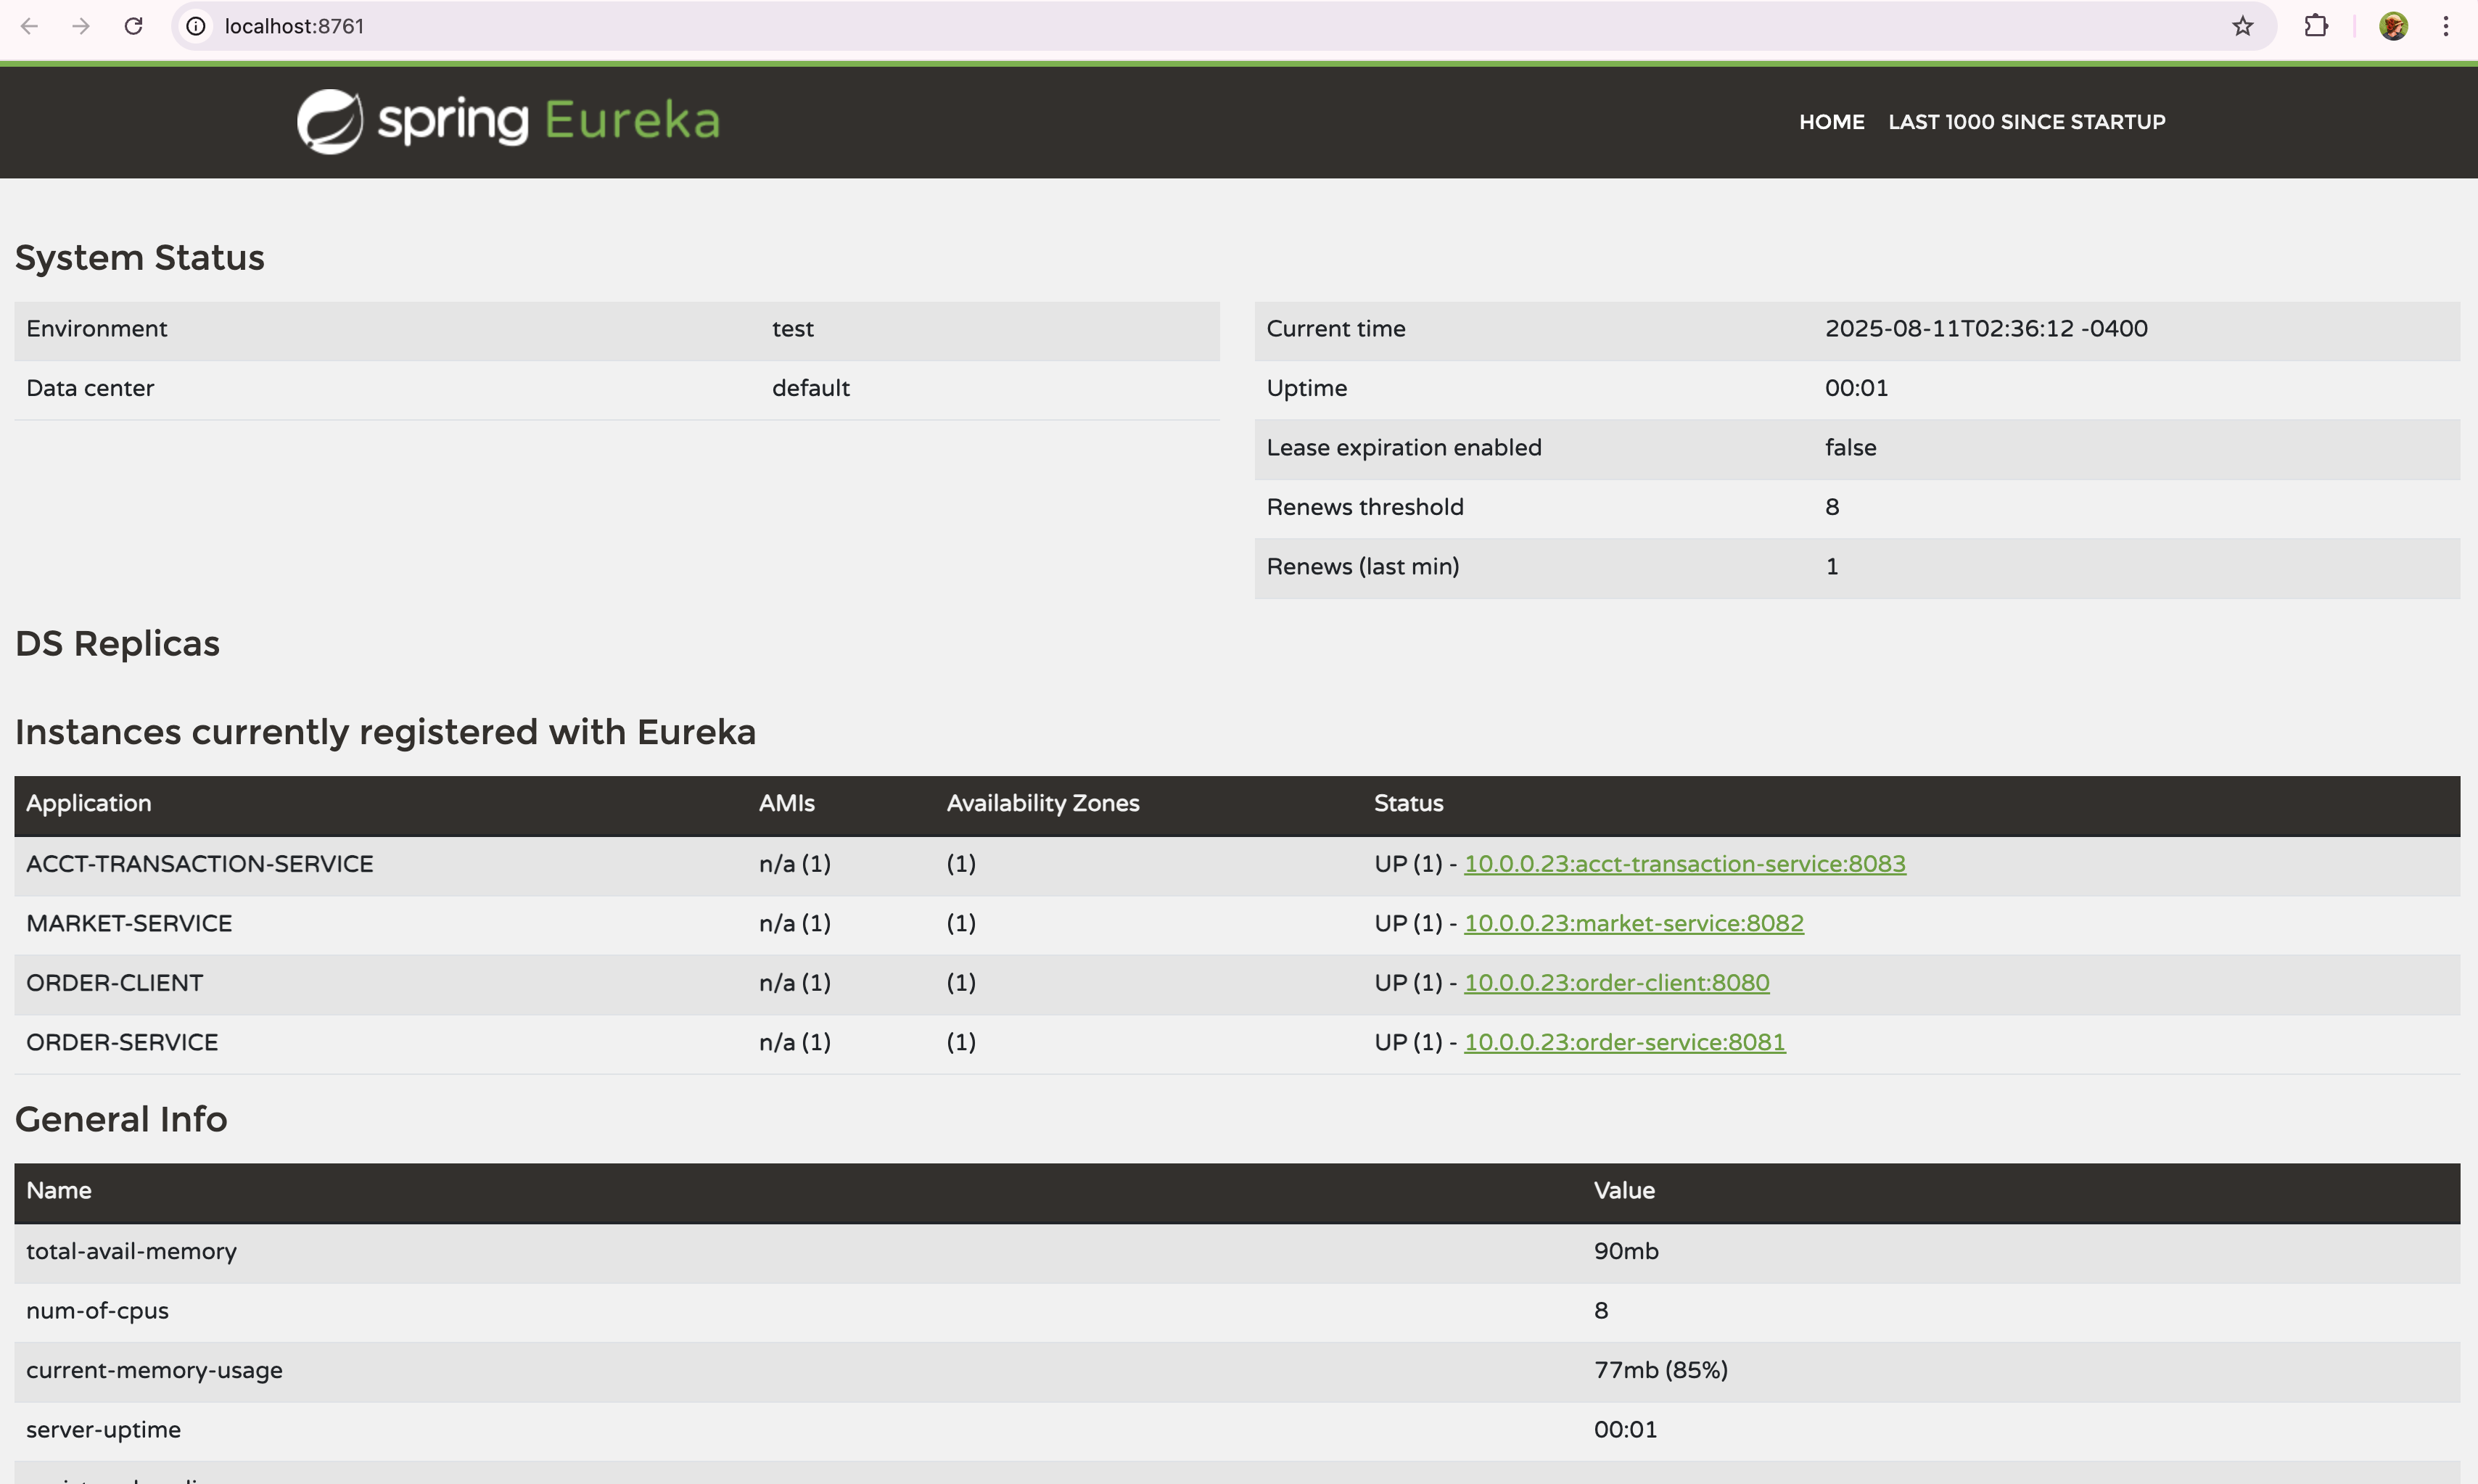 localhost:8761
spring Eureka
HOME LAST 1000 SINCE STARTUP
System Status
Environment test
Data center default
Current time 2025-08-11T02:36:12 -0400
Uptime 00:01
Lease expiration enabled false
Renews threshold 8
Renews (last min) 1
DS Replicas
Instances currently registered with Eureka
Application AMIs Availability Zones Status
ACCT-TRANSACTION-SERVICE n/a (1) (1) UP (1) - 10.0.0.23:acct-transaction-service:8083
MARKET-SERVICE n/a (1) (1) UP (1) - 10.0.0.23:market-service:8082
ORDER-CLIENT n/a (1) (1) UP (1) - 10.0.0.23:order-client:8080
ORDER-SERVICE n/a (1) (1) UP (1) - 10.0.0.23:order-service:8081
General Info
Name Value
total-avail-memory 90mb
num-of-cpus 8
current-memory-usage 77mb (85%)
server-uptime 00:01